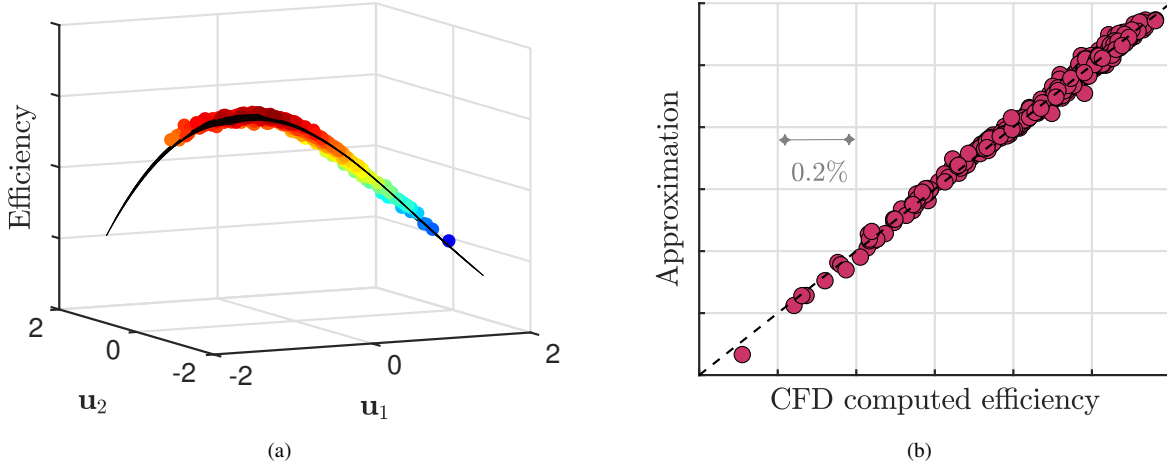 Efficiency
2
0
-2
-2
0
2
u2
u1
(a)
Approximation
0.2%
CFD computed efficiency
(b)